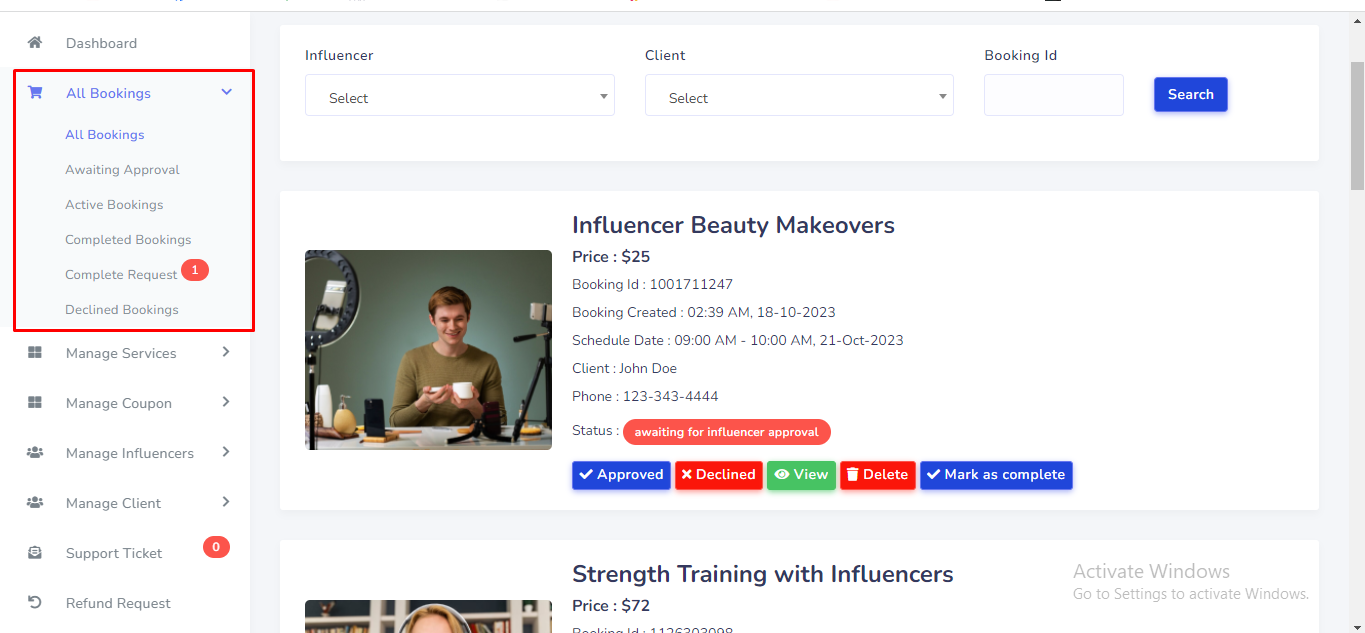 Dashboard
All Bookings
All Bookings
Awaiting Approval
Active Bookings
Completed Bookings
Complete Request 1
Declined Bookings
Manage Services
Manage Coupon
Manage Influencers
Manage Client
Support Ticket 0
Refund Request
Influencer
Select
Client
Select
Booking Id
Search
Influencer Beauty Makeovers
Price : $25
Booking Id : 1001711247
Booking Created : 02:39 AM, 18-10-2023
Schedule Date : 09:00 AM - 10:00 AM, 21-Oct-2023
Client : John Doe
Phone : 123-343-4444
Status : awaiting for influencer approval
Approved Declined View Delete Mark as complete
Strength Training with Influencers
Price : $72
Booking Id : 1126303098
Activate Windows
Go to Settings to activate Windows.